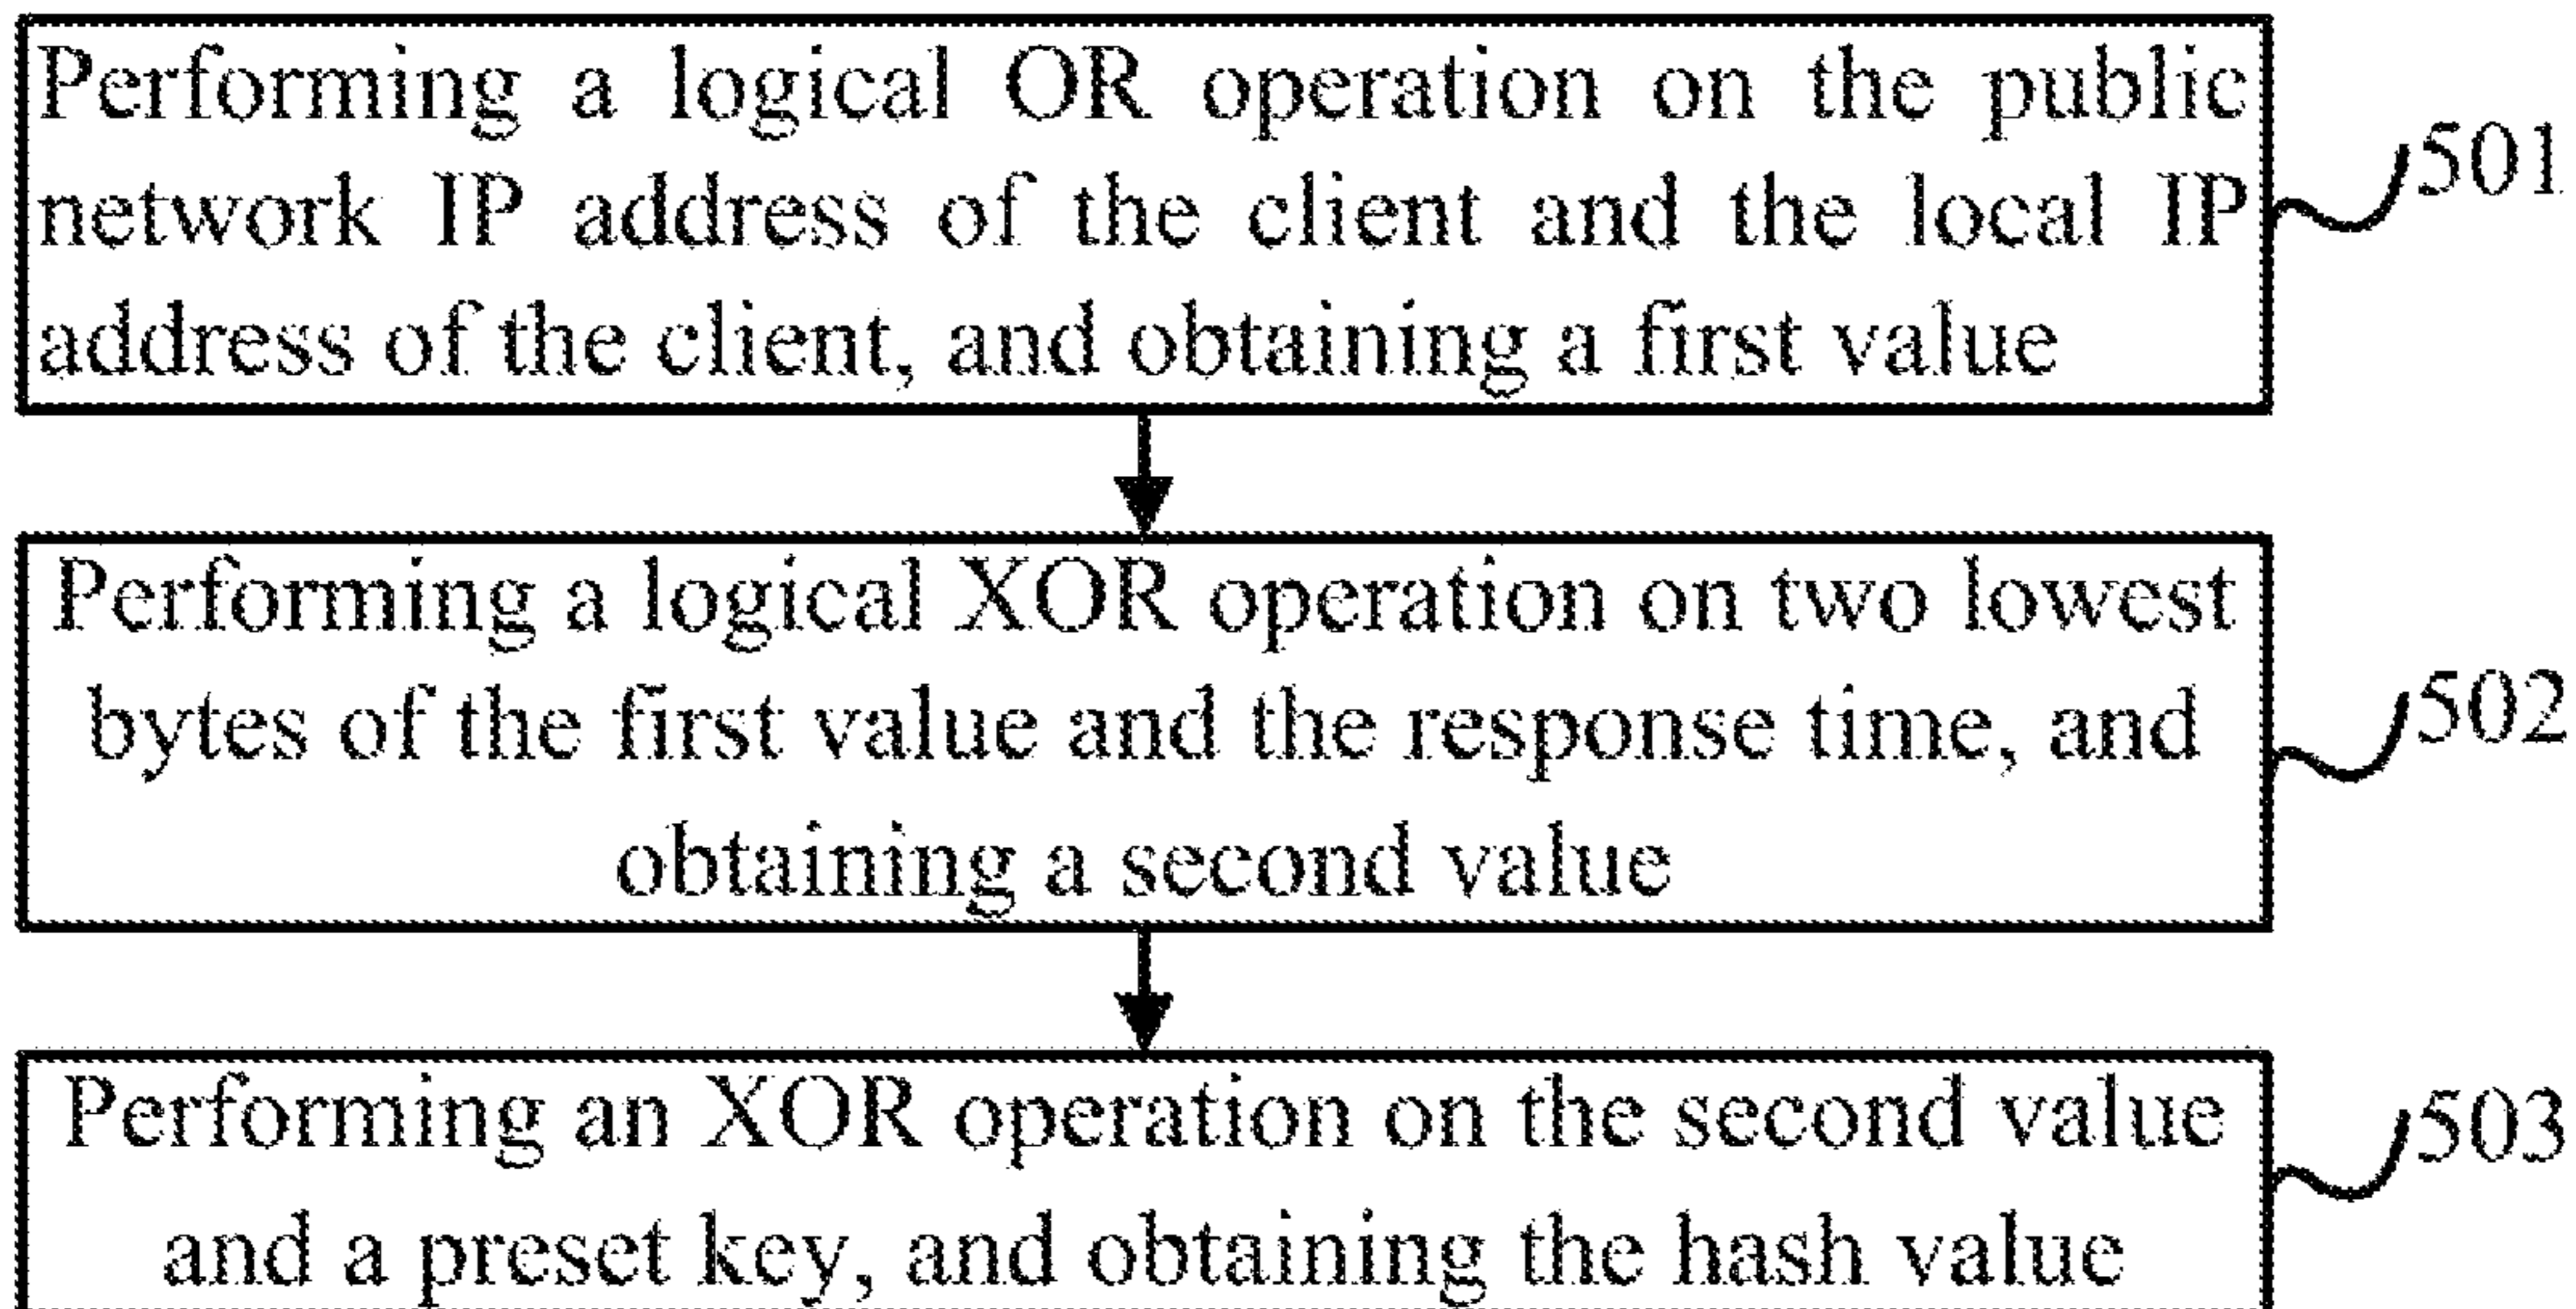 Performing a logical OR operation on the public
network IP address of the client and the local IP
address of the client, and obtaining a first value
501
Performing a logical XOR operation on two lowest
bytes of the first value and the response time, and
obtaining a second value
502
Performing an XOR operation on the second value
and a preset key, and obtaining the hash value
503